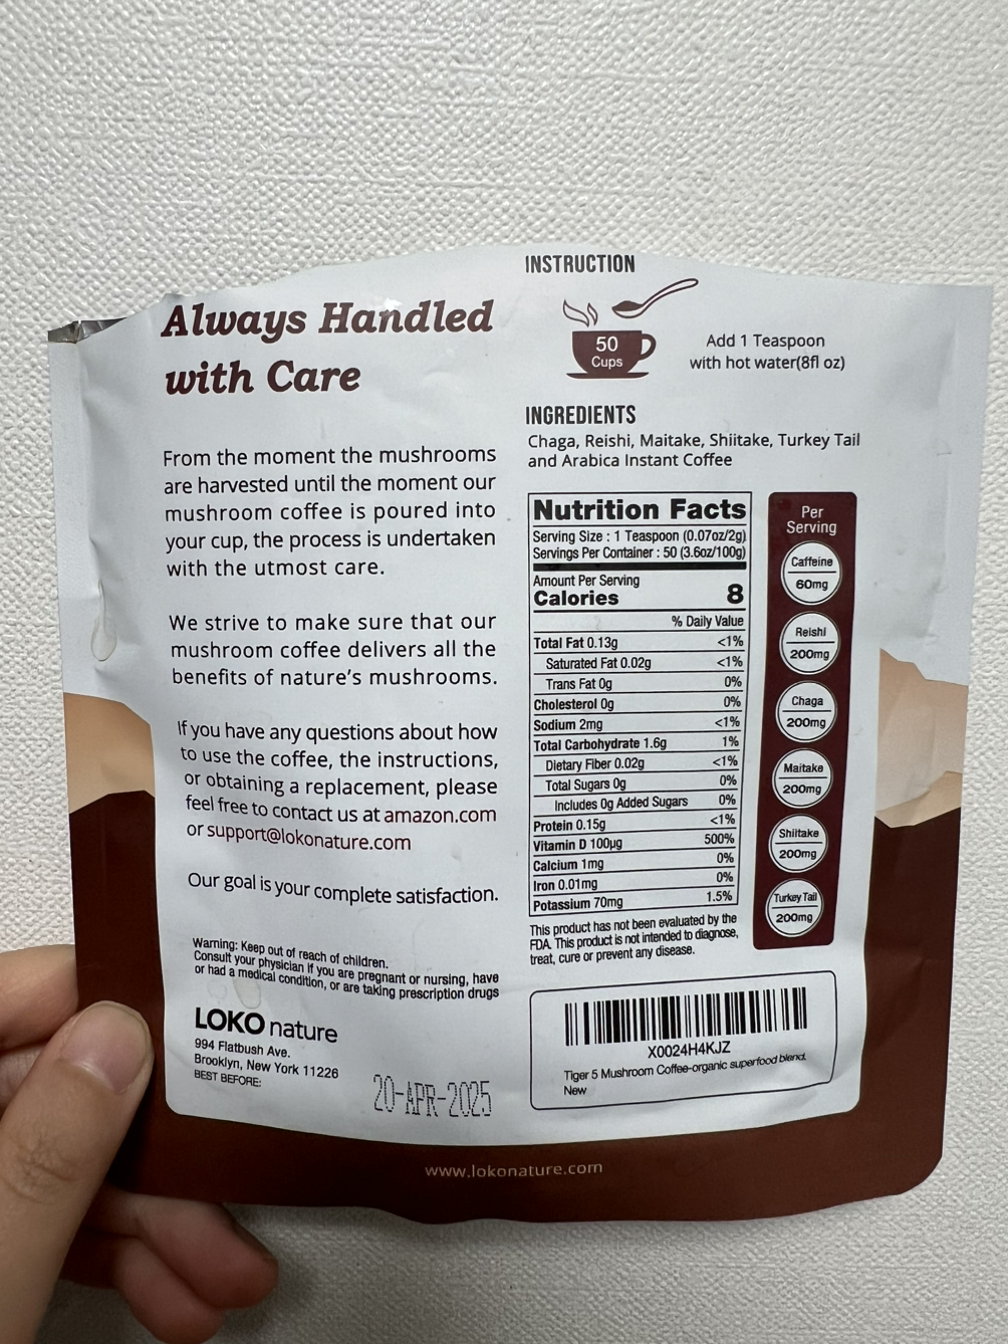 Always Handled
with Care
From the moment the mushrooms
are harvested until the moment our
mushroom coffee is poured into
your cup, the process is undertaken
with the utmost care.
We strive to make sure that our
mushroom coffee delivers all the
benefits of nature's mushrooms.
If you have any questions about how
to use the coffee, the instructions,
or obtaining a replacement, please
feel free to contact us at amazon.com
or support@lokonature.com
Our goal is your complete satisfaction.
Warning: Keep out of reach of children.
Consult your physician if you are pregnant or nursing, have
or had a medical condition, or are taking prescription drugs
LOKO nature
994 Flatbush Ave.
Brooklyn, New York 11226
BEST BEFORE:
20-APR-2025
INSTRUCTION
50
Cups
Add 1 Teaspoon
with hot water(8fl oz)
INGREDIENTS
Chaga, Reishi, Maitake, Shiitake, Turkey Tail
and Arabica Instant Coffee
Nutrition Facts
Serving Size : 1 Teaspoon (0.07oz/2g)
Servings Per Container : 50 (3.6oz/100g)
Amount Per Serving
Calories 8
% Daily Value
Total Fat 0.13g <1%
Saturated Fat 0.02g <1%
Trans Fat 0g 0%
Cholesterol 0g 0%
Sodium 2mg <1%
Total Carbohydrate 1.6g 1%
Dietary Fiber 0.02g <1%
Total Sugars 0g 0%
Includes 0g Added Sugars 0%
Protein 0.15g <1%
Vitamin D 100µg 500%
Calcium 1mg 0%
Iron 0.01mg 0%
Potassium 70mg 1.5%
This product has not been evaluated by the
FDA. This product is not intended to diagnose,
treat, cure or prevent any disease.
Per
Serving
Caffeine
60mg
Reishi
200mg
Chaga
200mg
Maitake
200mg
Shiitake
200mg
Turkey Tail
200mg
X0024H4KJZ
Tiger 5 Mushroom Coffee-organic superfood blend.
New
www.lokonature.com